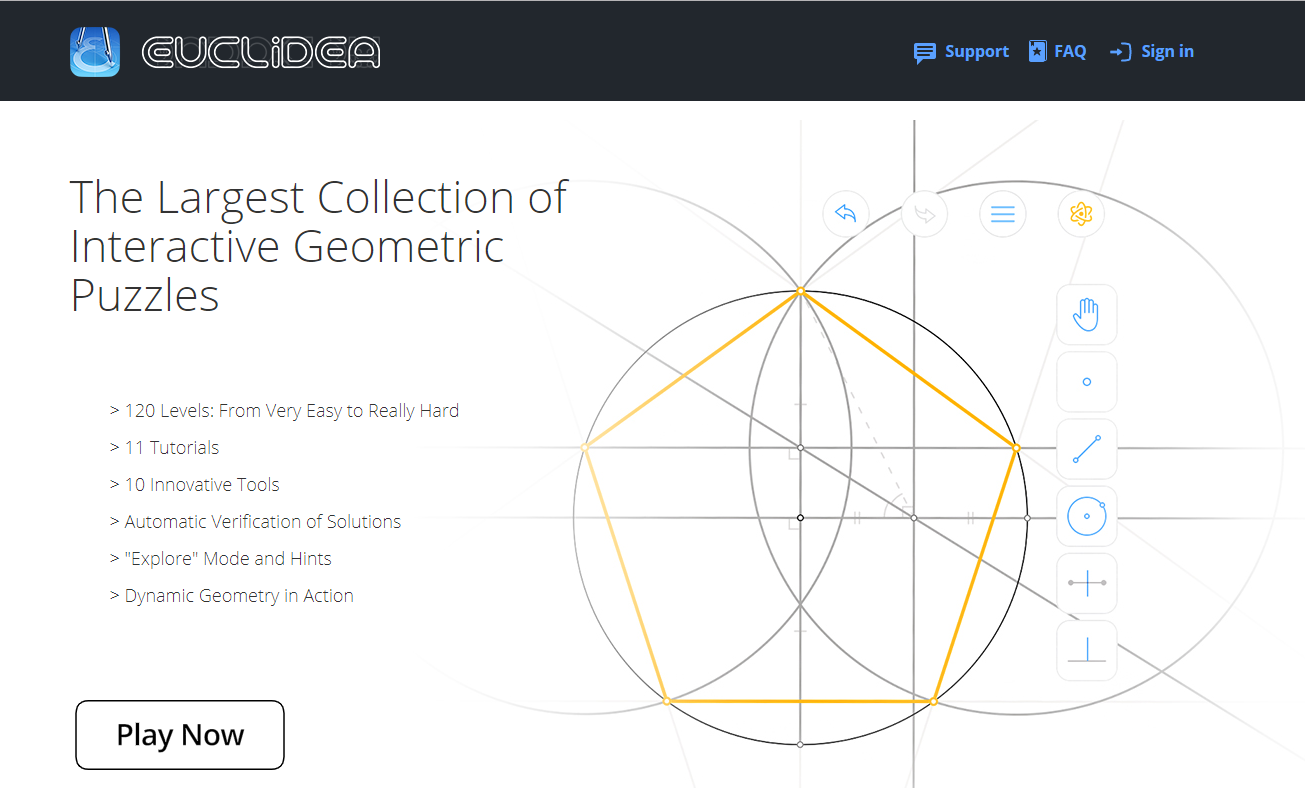 EUCLiDEA
Support FAQ Sign in
The Largest Collection of
Interactive Geometric
Puzzles
> 120 Levels: From Very Easy to Really Hard
> 11 Tutorials
> 10 Innovative Tools
> Automatic Verification of Solutions
> "Explore" Mode and Hints
> Dynamic Geometry in Action
Play Now